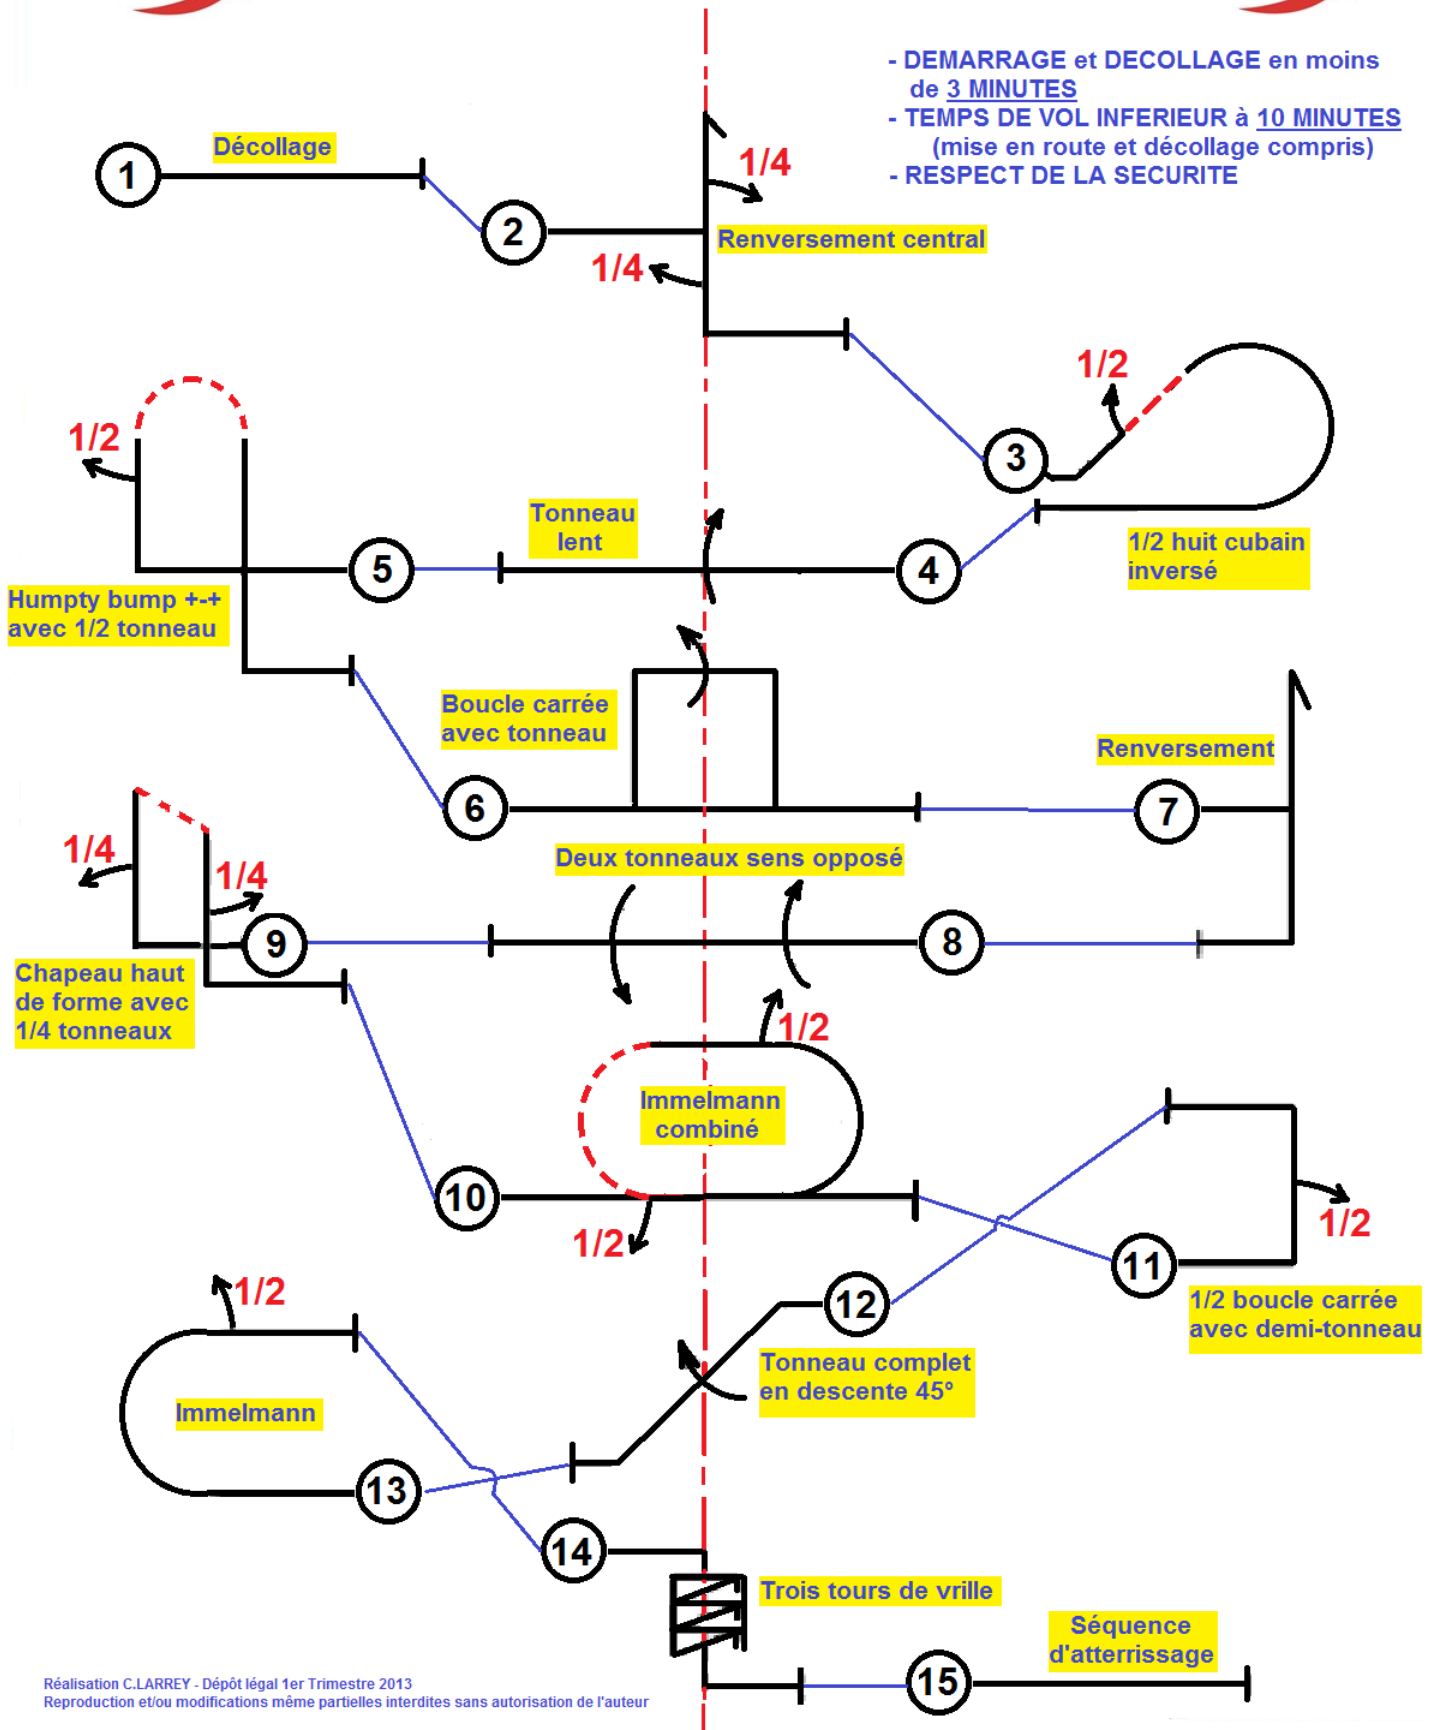 - DEMARRAGE et DECOLLAGE en moins
de 3 MINUTES
- TEMPS DE VOL INFERIEUR à 10 MINUTES
(mise en route et décollage compris)
- RESPECT DE LA SECURITE
Décollage
1
1/4
2
Renversement central
1/4
1/2
1/2
3
Tonneau
lent
1/2 huit cubain
inversé
5
4
Humpty bump +-+
avec 1/2 tonneau
Boucle carrée
avec tonneau
Renversement
6
7
1/4
Deux tonneaux sens opposé
1/4
9
8
Chapeau haut
de forme avec
1/4 tonneaux
1/2
Immelmann
combiné
10
1/2
1/2
11
1/2
12
1/2 boucle carrée
avec demi-tonneau
Tonneau complet
en descente 45°
Immelmann
13
14
Trois tours de vrille
Séquence
d'atterrissage
15
Réalisation C.LARREY - Dépôt légal 1er Trimestre 2013
Reproduction et/ou modifications même partielles interdites sans autorisation de l'auteur